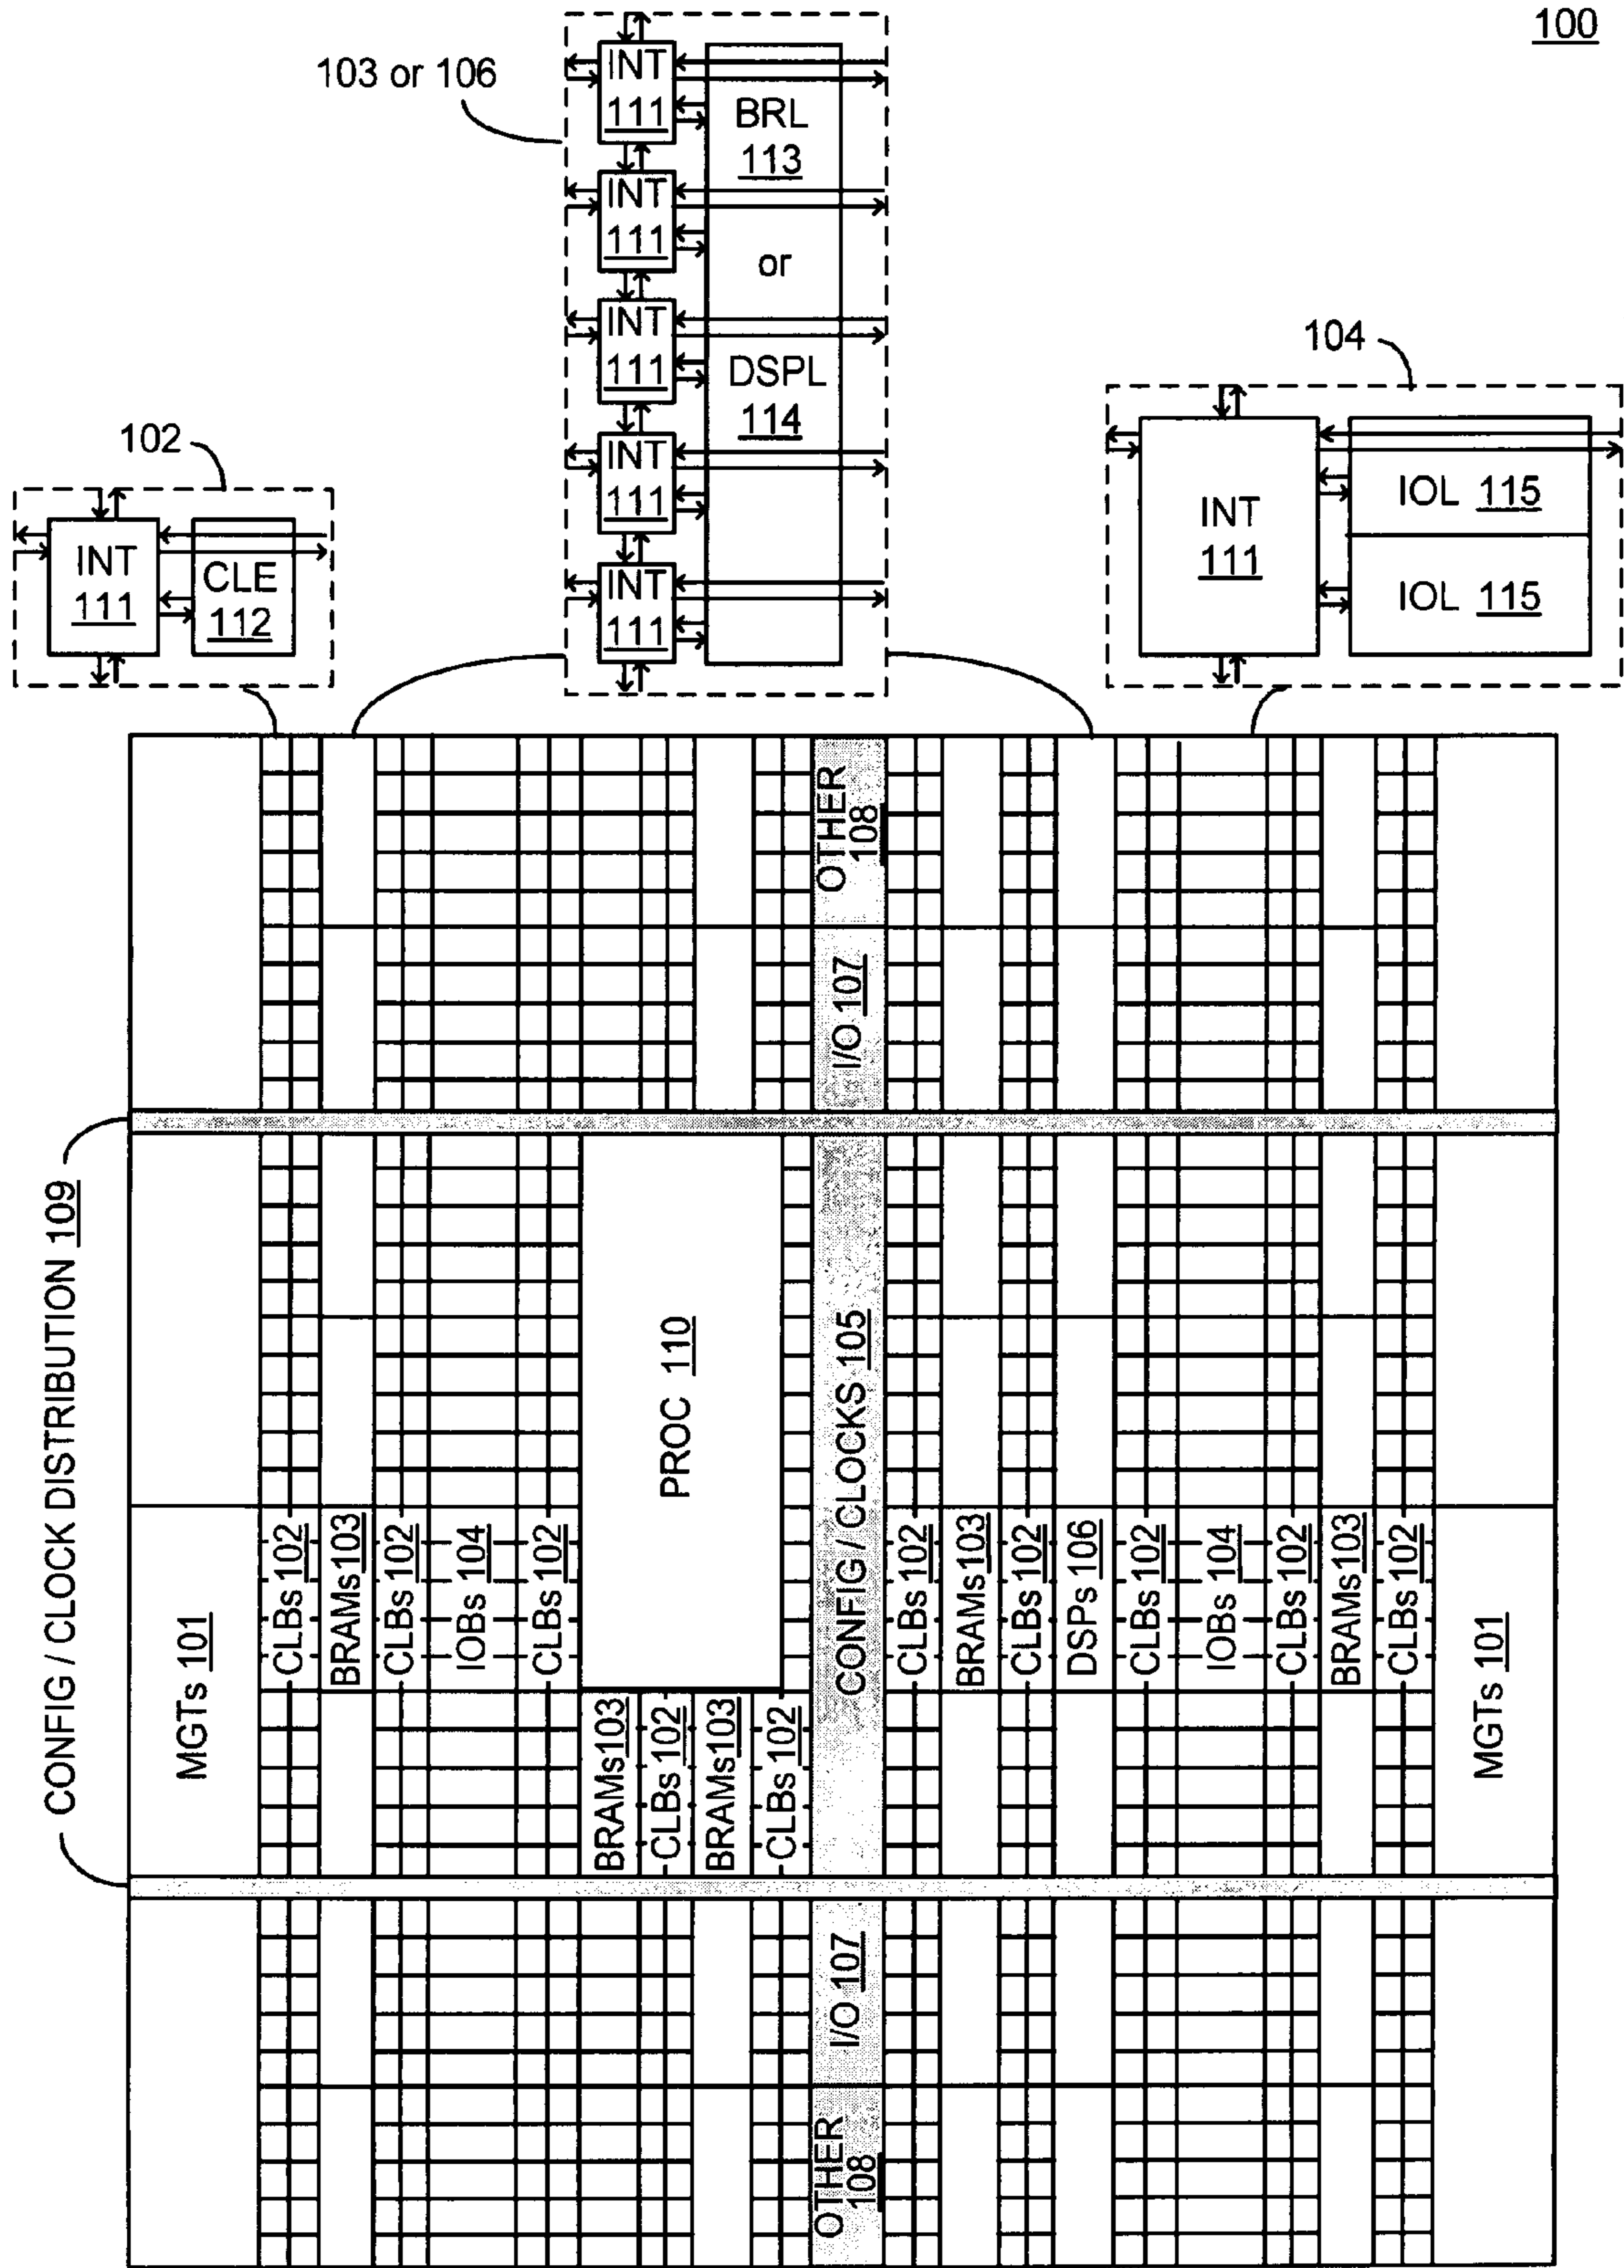 100
103 or 106
INT
111
INT
111
INT
111
INT
111
INT
111
BRL
113
or
DSPL
114
104
INT
111
IOL 115
IOL 115
102
INT
111
CLE
112
OTHER
108
I/O 107
CONFIG / CLOCK DISTRIBUTION 109
PROC 110
CONFIG / CLOCKS 105
MGTs 101
CLBs 102
BRAMs 103
CLBs 102
IOBs 104
CLBs 102
BRAMs 103
CLBs 102
BRAMs 103
CLBs 102
CLBs 102
BRAMs 103
CLBs 102
DSPs 106
CLBs 102
IOBs 104
CLBs 102
BRAMs 103
CLBs 102
MGTs 101
I/O 107
OTHER
108